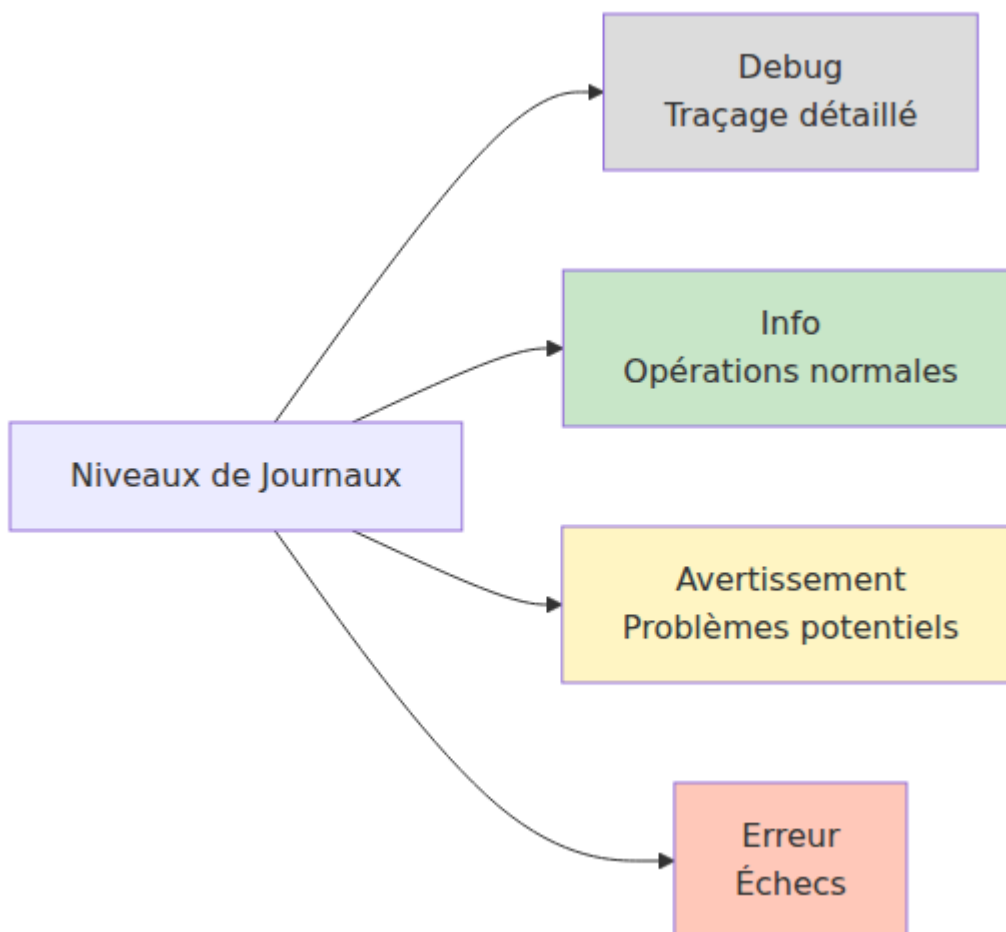 Debug
Traçage détaillé
Info
Opérations normales
Niveaux de Journaux
Avertissement
Problèmes potentiels
Erreur
Échecs